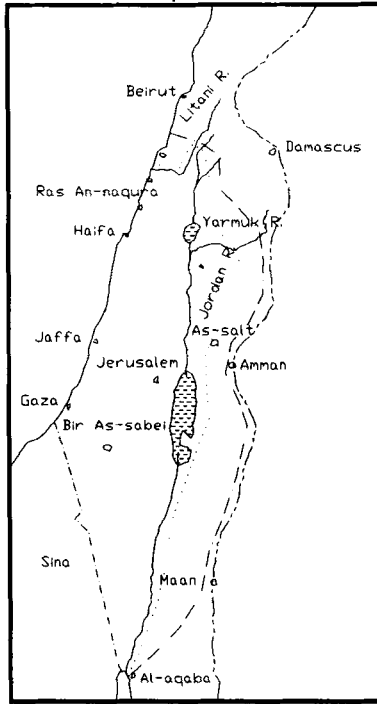 Beirut
Litani R.
Damascus
Ras An-naqura
Yarmuk R.
Haifa
Jordan R.
As-salt
Jaffa
Jerusalem
Amman
Gaza
Bir As-sabei
Sina
Maan
Al-aqaba